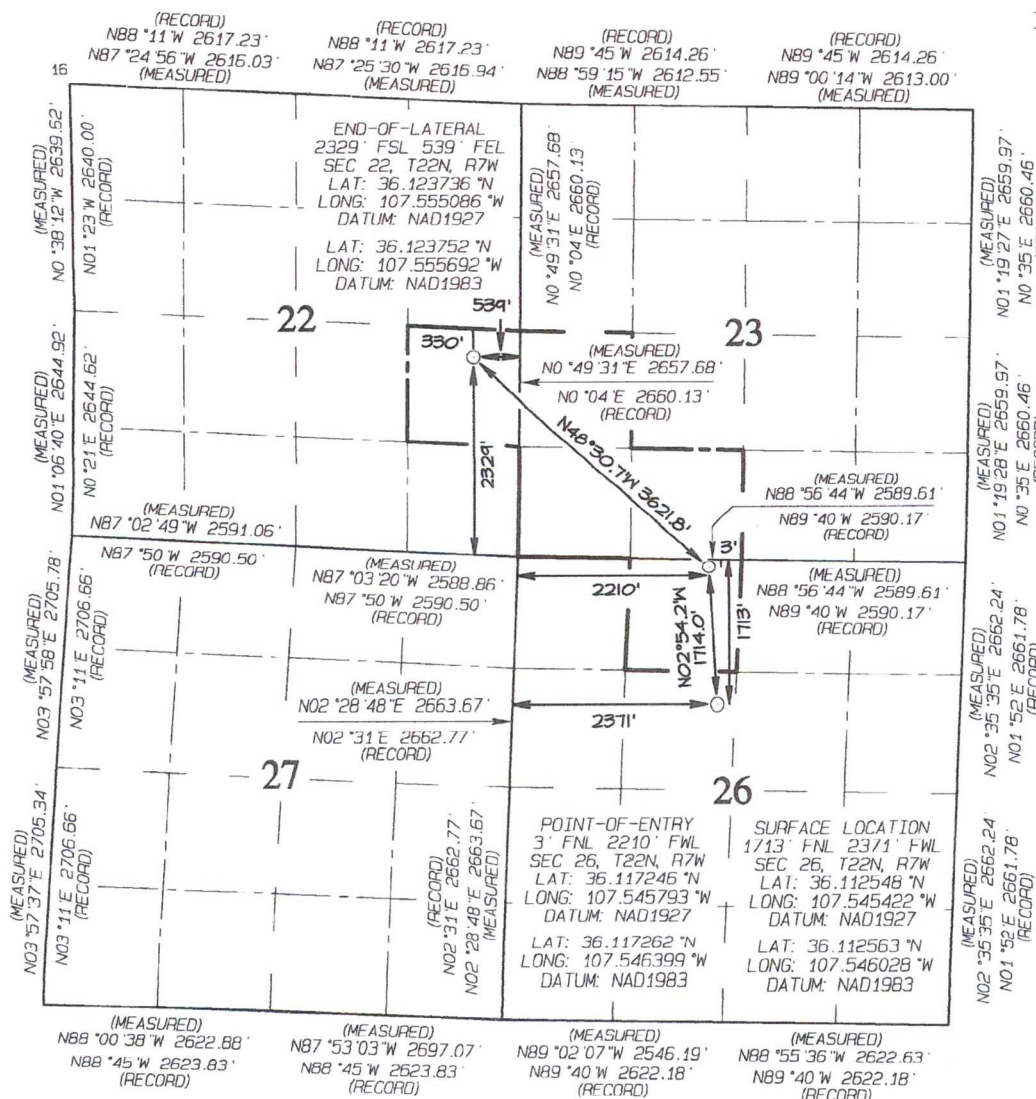 (RECORD)
N88°11'W 2617.23'
N87°24'56"W 2616.03'
(MEASURED)
(RECORD)
N88°11'W 2617.23'
N87°25'30"W 2616.94'
(MEASURED)
(RECORD)
N89°45'W 2614.26'
N88°59'15"W 2612.55'
(MEASURED)
(RECORD)
N89°45'W 2614.26'
N89°00'14"W 2613.00'
(MEASURED)
16
(MEASURED)
N0°38'12"W 2639.62'
N01°23'W 2640.00'
(RECORD)
END-OF-LATERAL
2329' FSL 539' FEL
SEC 22, T22N, R7W
LAT: 36.123736°N
LONG: 107.555086°W
DATUM: NAD1927
LAT: 36.123752°N
LONG: 107.555692°W
DATUM: NAD1983
(MEASURED)
N0°49'31"E 2657.68'
N0°04'E 2660.13'
(RECORD)
(MEASURED)
N01°19'27"E 2659.97'
N0°35'E 2660.46'
22
23
539'
330'
2329'
(MEASURED)
N0°49'31"E 2657.68'
N0°04'E 2660.13'
(RECORD)
N48°30.7'W 3621.8'
(MEASURED)
N01°06'40"E 2644.92'
N0°21'E 2644.62'
(RECORD)
(MEASURED)
N01°19'28"E 2659.97'
N0°35'E 2660.46'
(MEASURED)
N88°56'44"W 2589.61'
N89°40'W 2590.17'
(RECORD)
(MEASURED)
N87°02'49"W 2591.06'
N87°50'W 2590.50'
(RECORD)
(MEASURED)
N87°03'20"W 2588.86'
N87°50'W 2590.50'
(RECORD)
3'
2210'
N02°54.2'W
1714.0'
1713'
(MEASURED)
N88°56'44"W 2589.61'
N89°40'W 2590.17'
(RECORD)
(MEASURED)
N03°57'58"E 2705.78'
N03°11'E 2706.66'
(RECORD)
(MEASURED)
N02°28'48"E 2663.67'
N02°31'E 2662.77'
(RECORD)
2371'
(MEASURED)
N02°35'35"E 2662.24'
N01°52'E 2661.78'
(RECORD)
27
26
(MEASURED)
N03°57'37"E 2705.34'
N03°11'E 2706.66'
(RECORD)
(RECORD)
N02°31'E 2662.77'
N02°28'48"E 2663.67'
(MEASURED)
POINT-OF-ENTRY
3' FNL 2210' FWL
SEC 26, T22N, R7W
LAT: 36.117246°N
LONG: 107.545793°W
DATUM: NAD1927
LAT: 36.117262°N
LONG: 107.546399°W
DATUM: NAD1983
SURFACE LOCATION
1713' FNL 2371' FWL
SEC 26, T22N, R7W
LAT: 36.112548°N
LONG: 107.545422°W
DATUM: NAD1927
LAT: 36.112563°N
LONG: 107.546028°W
DATUM: NAD1983
(MEASURED)
N02°35'35"E 2662.24'
N01°52'E 2661.78'
(RECORD)
(MEASURED)
N88°00'38"W 2622.88'
N88°45'W 2623.83'
(RECORD)
(MEASURED)
N87°53'03"W 2697.07'
N88°45'W 2623.83'
(RECORD)
(MEASURED)
N89°02'07"W 2546.19'
N89°40'W 2622.18'
(RECORD)
(MEASURED)
N88°55'36"W 2622.63'
N89°40'W 2622.18'
(RECORD)